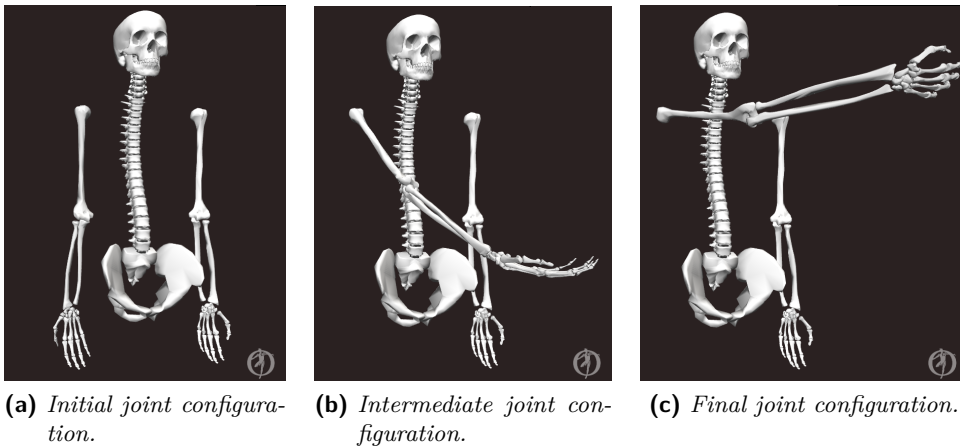 (a) Initial joint configura-
tion.
(b) Intermediate joint con-
figuration.
(c) Final joint configuration.